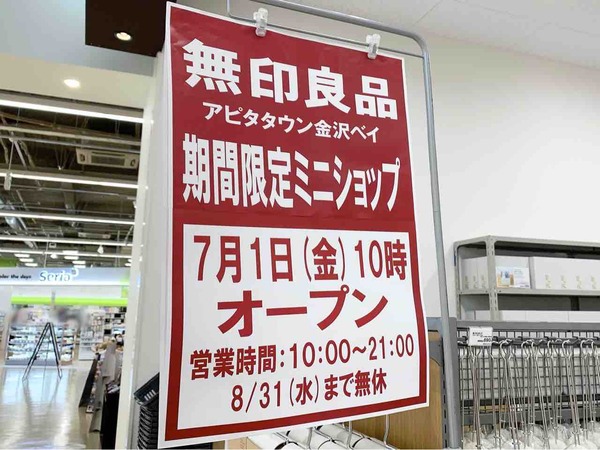 無印良品
アピタタウン金沢ベイ
期間限定ミニショップ
7月1日(金)10時
オープン
営業時間:10:00〜21:00
8/31(水)まで無休
Seria
the days